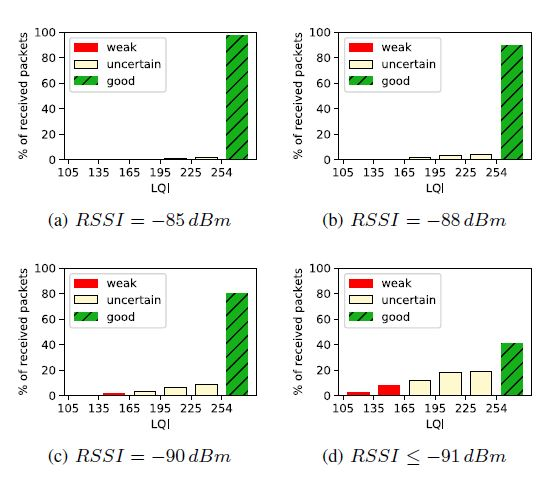 % of received packets
100
80
60
40
20
0
weak
uncertain
good
105 135 165 195 225 254
LQI
(a) RSSI = −85 dBm
% of received packets
100
80
60
40
20
0
weak
uncertain
good
105 135 165 195 225 254
LQI
(b) RSSI = −88 dBm
% of received packets
100
80
60
40
20
0
weak
uncertain
good
105 135 165 195 225 254
LQI
(c) RSSI = −90 dBm
% of received packets
100
80
60
40
20
0
weak
uncertain
good
105 135 165 195 225 254
LQI
(d) RSSI ≤ −91 dBm